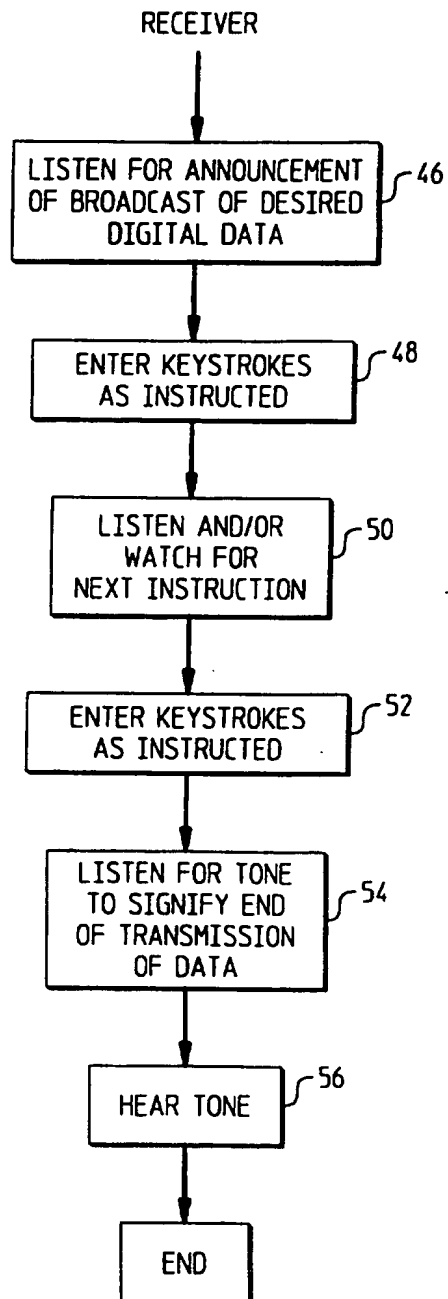 RECEIVER
LISTEN FOR ANNOUNCEMENT
OF BROADCAST OF DESIRED
DIGITAL DATA
46
ENTER KEYSTROKES
AS INSTRUCTED
48
LISTEN AND/OR
WATCH FOR
NEXT INSTRUCTION
50
ENTER KEYSTROKES
AS INSTRUCTED
52
LISTEN FOR TONE
TO SIGNIFY END
OF TRANSMISSION
OF DATA
54
HEAR TONE
56
END